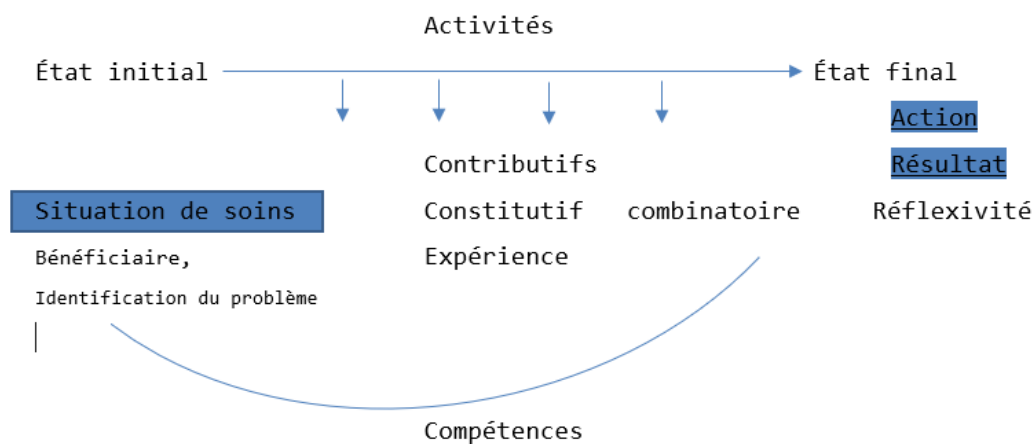 Activités
État initial
État final
Action
Contributifs
Résultat
Situation de soins
Constitutif
combinatoire
Réflexivité
Bénéficiaire,
Expérience
Identification du problème
Compétences